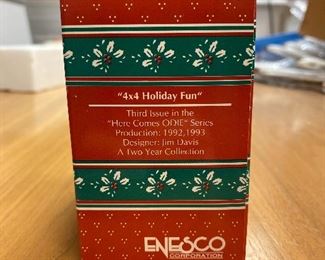 "4x4 Holiday Fun"
Third Issue in the
"Here Comes ODIE" Series
Production: 1992,1993
Designer: Jim Davis
A Two Year Collection
ENESCO
CORPORATION